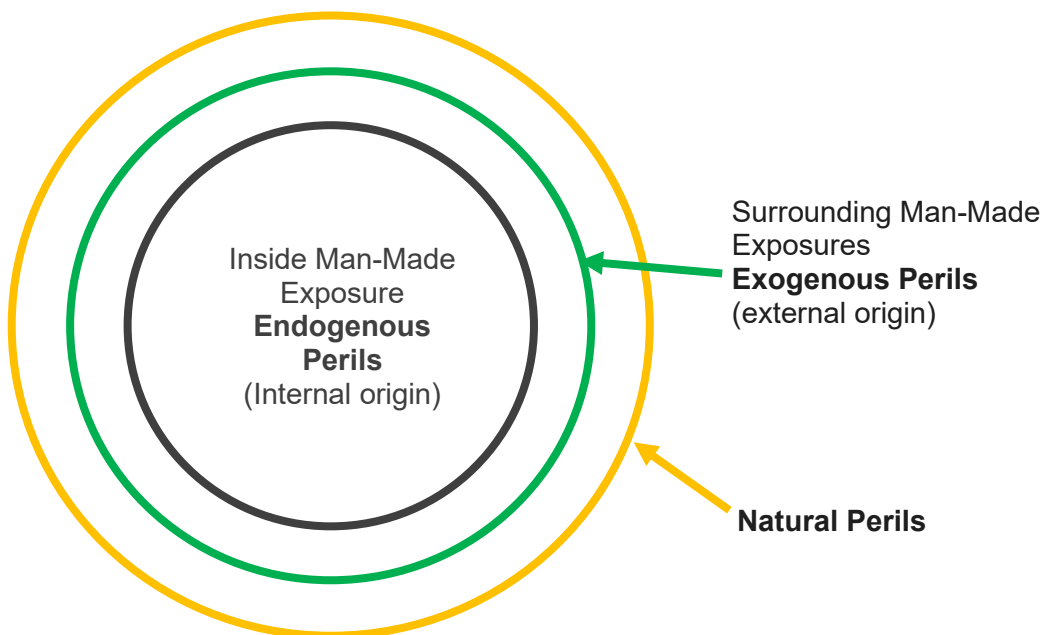 Inside Man-Made
Exposure
Endogenous
Perils
(Internal origin)
Surrounding Man-Made
Exposures
Exogenous Perils
(external origin)
Natural Perils